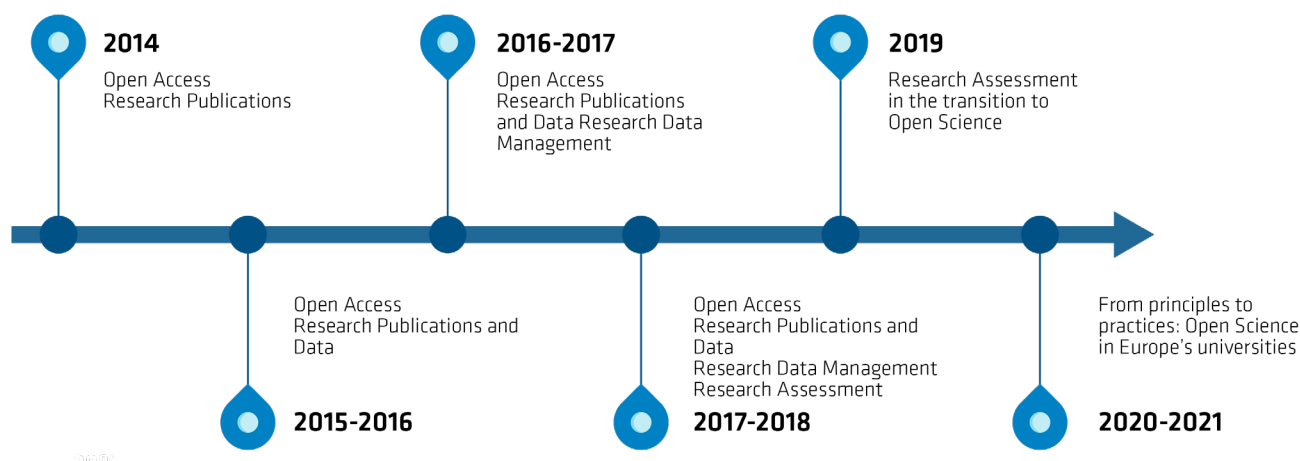 2014
Open Access
Research Publications
2016-2017
Open Access
Research Publications
and Data Research Data
Management
2019
Research Assessment
in the transition to
Open Science
Open Access
Research Publications and
Data
2015-2016
Open Access
Research Publications and
Data
Research Data Management
Research Assessment
2017-2018
From principles to
practices: Open Science
in Europe's universities
2020-2021